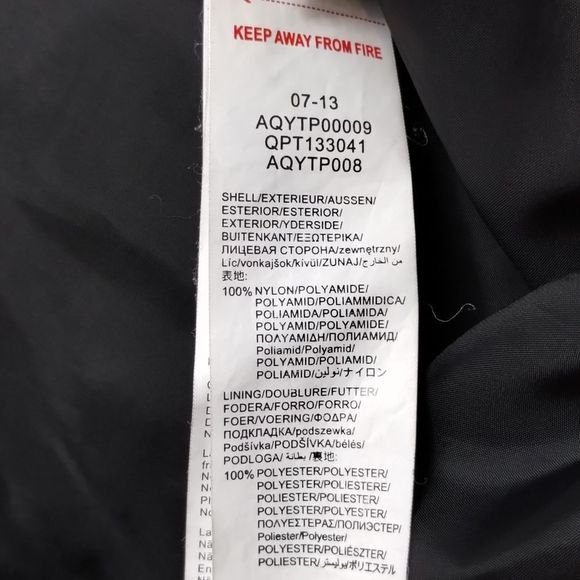 KEEP AWAY FROM FIRE
07-13
AQYTP00009
QPT133041
AQYTP008
SHELL/EXTERIEUR/AUSSEN/
ESTERIOR/ESTERIOR/
EXTERIOR/YDERSIDE/
BUITENKANT/ΕΞΩΤΕΡΙΚΑ/
ЛИЦЕВАЯ СТОРОНА/zewnętrzny/
Líc/vonkajšok/kívül/ZUNAJ/من الخارج/
表地:
100% NYLON/POLYAMIDE/
POLYAMID/POLIAMMIDICA/
POLIAMIDA/POLIAMIDA/
POLYAMID/POLYAMIDE/
ΠΟΛΥΑΜΙΔΗ/ПОЛИАМИД/
Poliamid/Polyamid/
POLYAMID/POLIAMID/
POLIAMID/نولين/ナイロン
LINING/DOUBLURE/FUTTER/
FODERA/FORRO/FORRO/
FOER/VOERING/ΦΟΔΡΑ/
ПОДКЛАДКА/podszewka/
Podšívka/PODŠÍVKA/bélés/
PODLOGA/ بطانة /裏地:
100% POLYESTER/POLYESTER/
POLYESTER/POLIESTERE/
POLIESTER/POLIESTER/
POLYESTER/POLYESTER/
ΠΟΛΥΕΣΤΕΡΑΣ/ПОЛИЭСТЕР/
Poliester/Polyester/
POLYESTER/POLIÉSZTER/
POLIESTER/بوليستر/ポリエステル